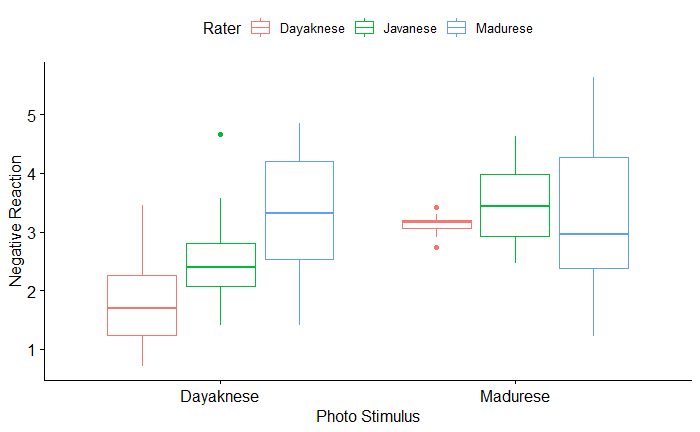 Rater Dayaknese Javanese Madurese
Negative Reaction
5
4
3
2
1
Dayaknese Madurese
Photo Stimulus